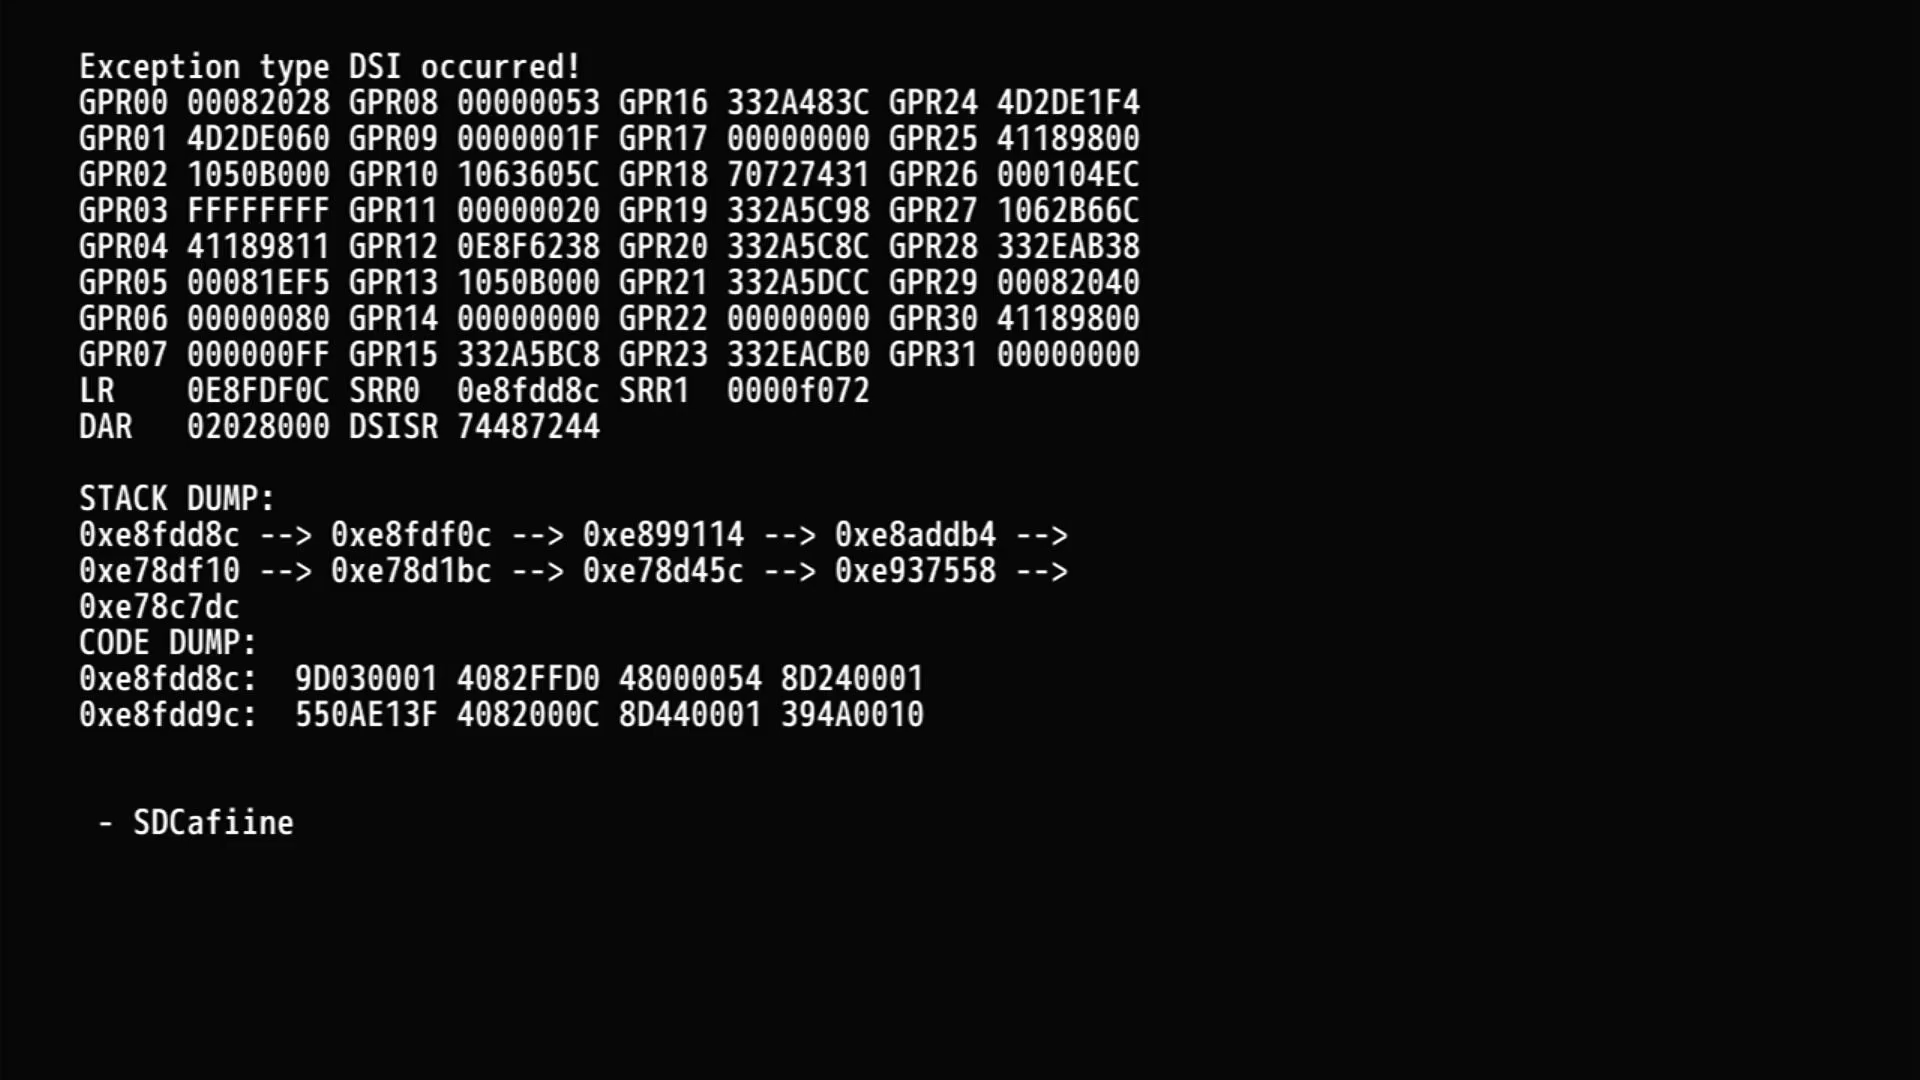 Exception type DSI occurred!
GPR00 00082028 GPR08 00000053 GPR16 332A483C GPR24 4D2DE1F4
GPR01 4D2DE060 GPR09 0000001F GPR17 00000000 GPR25 41189800
GPR02 1050B000 GPR10 1063605C GPR18 70727431 GPR26 000104EC
GPR03 FFFFFFFF GPR11 00000020 GPR19 332A5C98 GPR27 1062B66C
GPR04 41189811 GPR12 0E8F6238 GPR20 332A5C8C GPR28 332EAB38
GPR05 00081EF5 GPR13 1050B000 GPR21 332A5DCC GPR29 00082040
GPR06 00000080 GPR14 00000000 GPR22 00000000 GPR30 41189800
GPR07 000000FF GPR15 332A5BC8 GPR23 332EACB0 GPR31 00000000
LR 0E8FDF0C SRR0 0e8fdd8c SRR1 0000f072
DAR 02028000 DSISR 74487244
STACK DUMP:
0xe8fdd8c --> 0xe8fdf0c --> 0xe899114 --> 0xe8addb4 -->
0xe78df10 --> 0xe78d1bc --> 0xe78d45c --> 0xe937558 -->
0xe78c7dc
CODE DUMP:
0xe8fdd8c: 9D030001 4082FFD0 48000054 8D240001
0xe8fdd9c: 550AE13F 4082000C 8D440001 394A0010
- SDCafiine